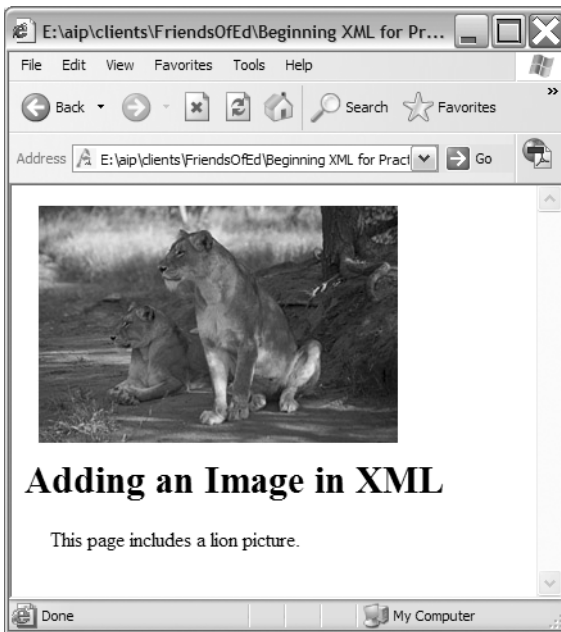 E:\aip\clients\FriendsOfEd\Beginning XML for Pr...
File Edit View Favorites Tools Help
Back Search Favorites »
Address E:\aip\clients\FriendsOfEd\Beginning XML for Pract Go
Adding an Image in XML
This page includes a lion picture.
Done My Computer